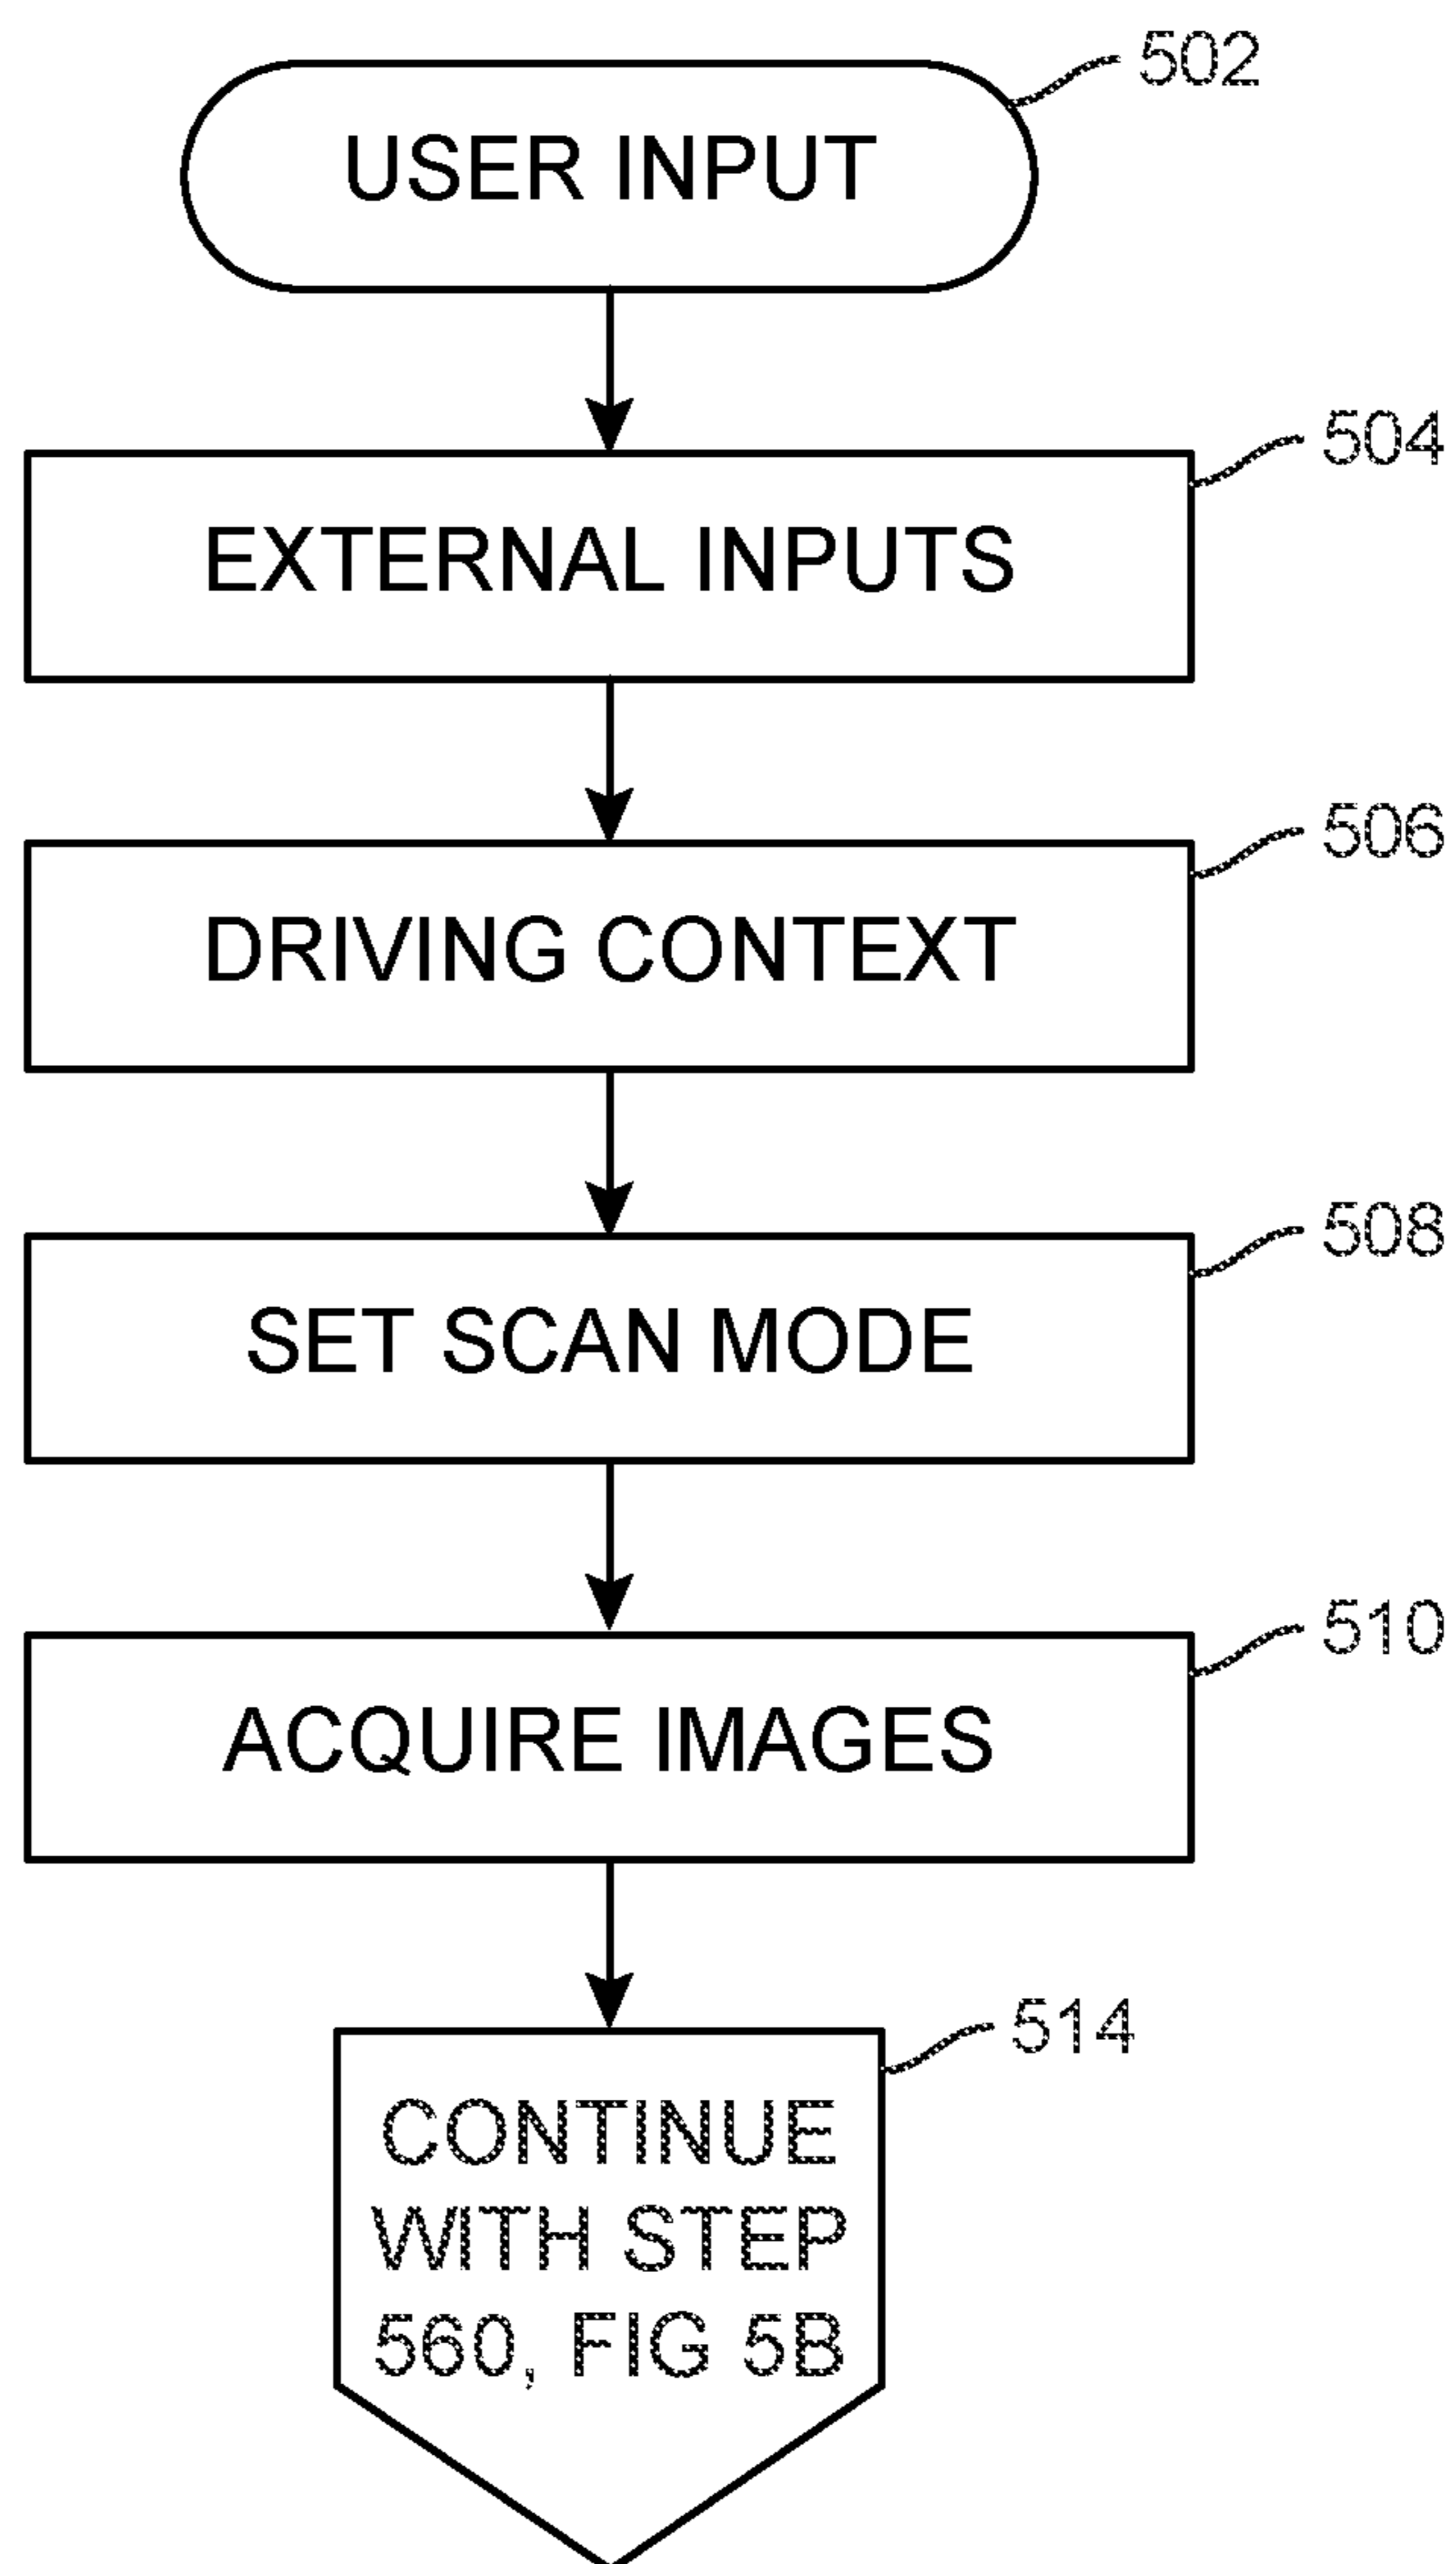 502
USER INPUT
504
EXTERNAL INPUTS
506
DRIVING CONTEXT
508
SET SCAN MODE
510
ACQUIRE IMAGES
514
CONTINUE
WITH STEP
560, FIG 5B